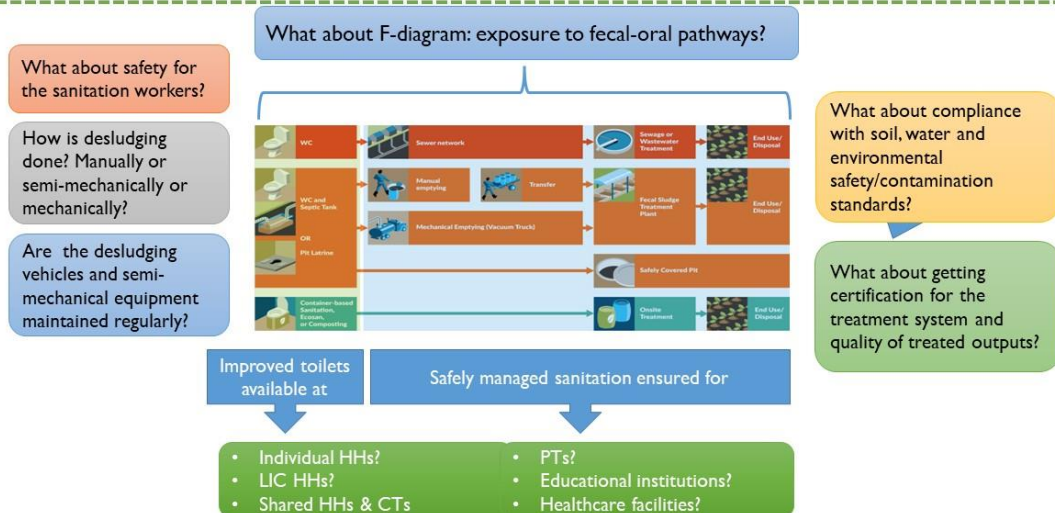 What about F-diagram: exposure to fecal-oral pathways?
What about safety for
the sanitation workers?
How is desludging
done? Manually or
semi-mechanically or
mechanically?
Are the desludging
vehicles and semi-
mechanical equipment
maintained regularly?
WC
Sewer network
Sewage or
Wastewater
Treatment
End Use/
Disposal
WC and
Septic Tank
OR
Pit Latrine
Manual
emptying
Transfer
Fecal Sludge
Treatment
Plant
End Use/
Disposal
Mechanical Emptying (Vacuum Truck)
Safely Covered Pit
Container-based
Sanitation,
Ecosan,
or Composting
Onsite
Treatment
End Use/
Disposal
What about compliance
with soil, water and
environmental
safety/contamination
standards?
What about getting
certification for the
treatment system and
quality of treated outputs?
Improved toilets
available at
Safely managed sanitation ensured for
• Individual HHs?
• LIC HHs?
• Shared HHs & CTs
• PTs?
• Educational institutions?
• Healthcare facilities?